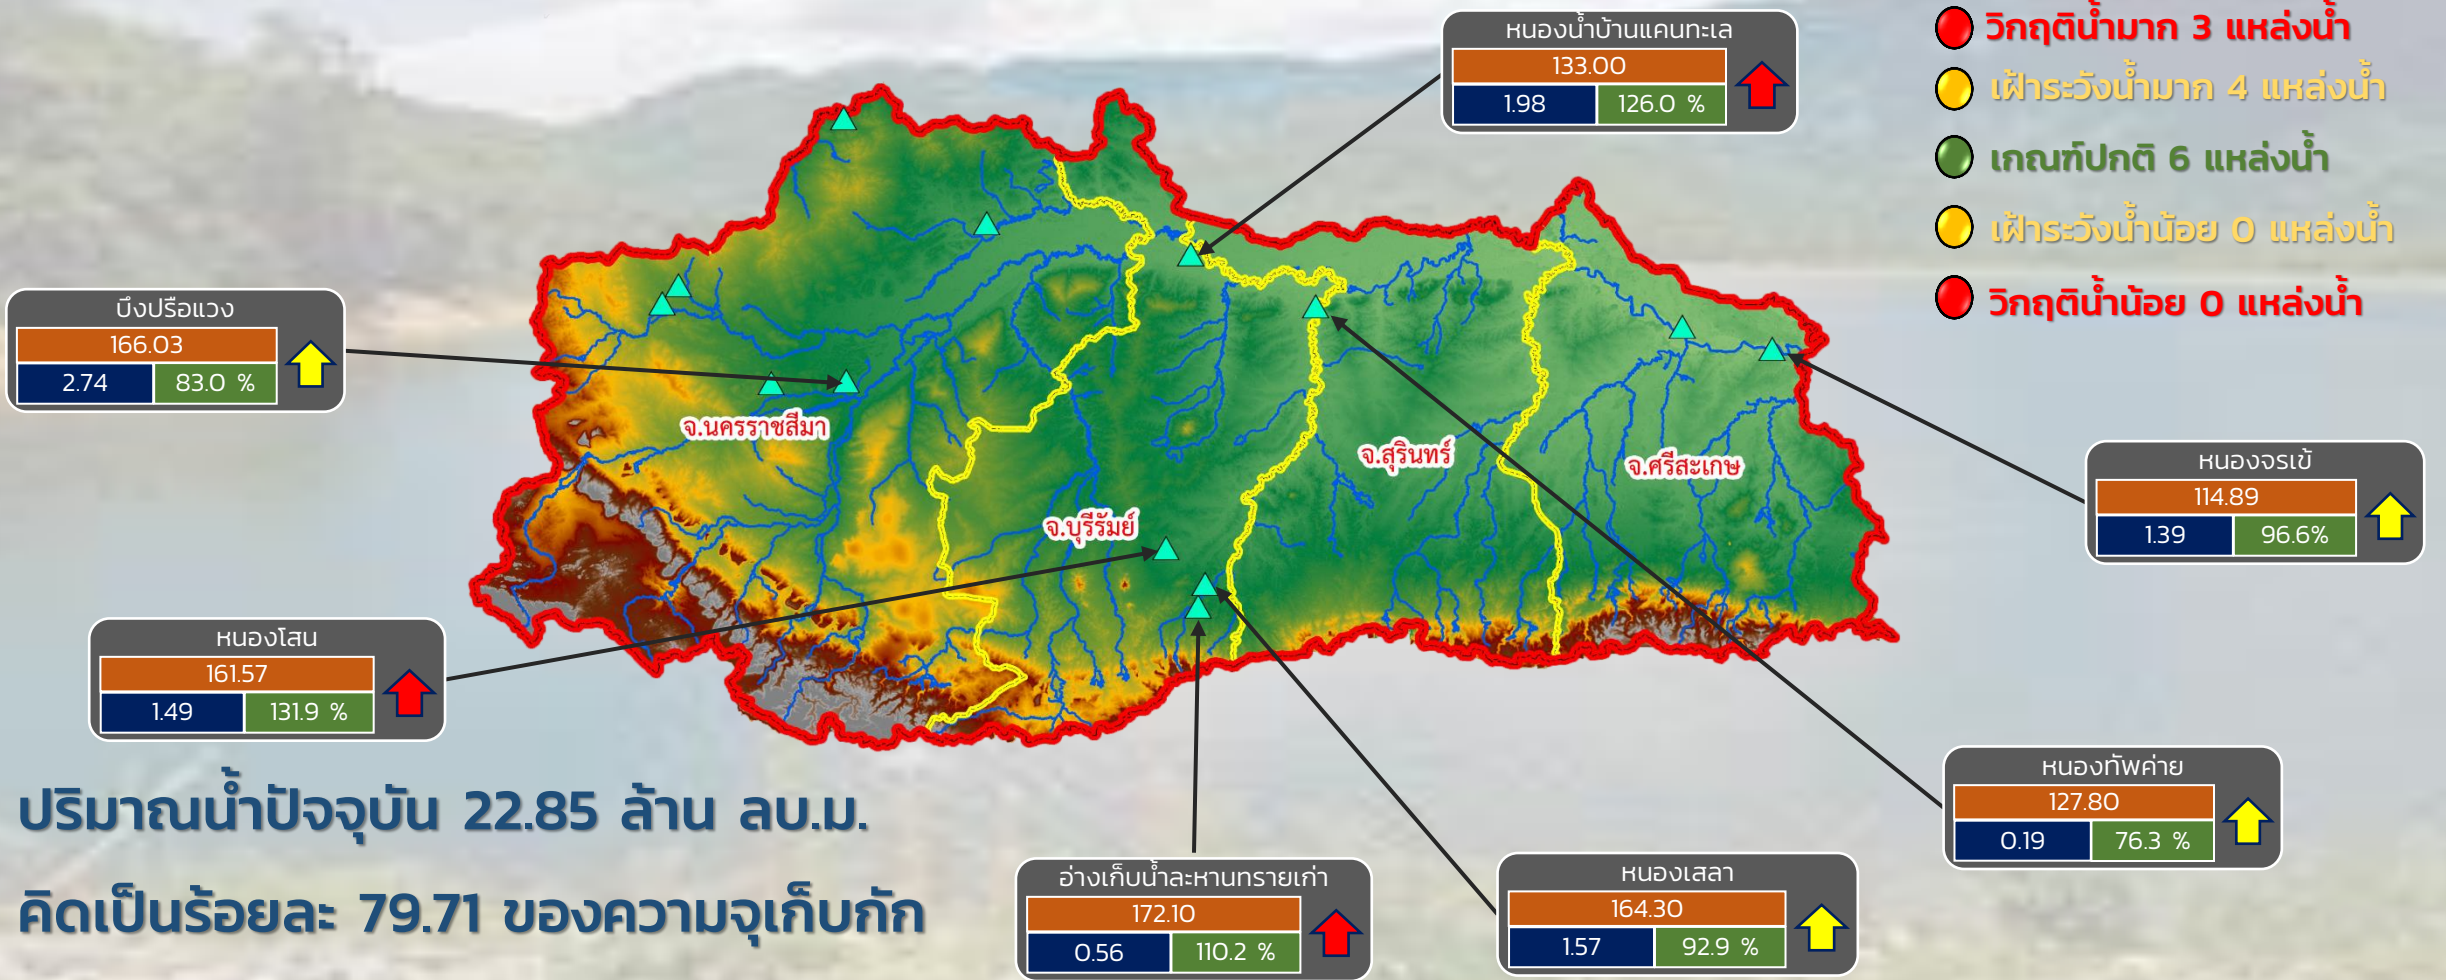 หนองน้ำบ้านแคนทะเล
133.00
1.98 126.0 %
วิกฤติน้ำมาก 3 แหล่งน้ำ
เฝ้าระวังน้ำมาก 4 แหล่งน้ำ
เกณฑ์ปกติ 6 แหล่งน้ำ
เฝ้าระวังน้ำน้อย 0 แหล่งน้ำ
วิกฤติน้ำน้อย 0 แหล่งน้ำ
บึงปรือแวง
166.03
2.74 83.0 %
จ.นครราชสีมา
จ.บุรีรัมย์
จ.สุรินทร์
จ.ศรีสะเกษ
หนองจรเข้
114.89
1.39 96.6%
หนองโสน
161.57
1.49 131.9 %
หนองทัพค่าย
127.80
0.19 76.3 %
ปริมาณน้ำปัจจุบัน 22.85 ล้าน ลบ.ม.
คิดเป็นร้อยละ 79.71 ของความจุเก็บกัก
อ่างเก็บน้ำละหานทรายเก่า
172.10
0.56 110.2 %
หนองเสลา
164.30
1.57 92.9 %